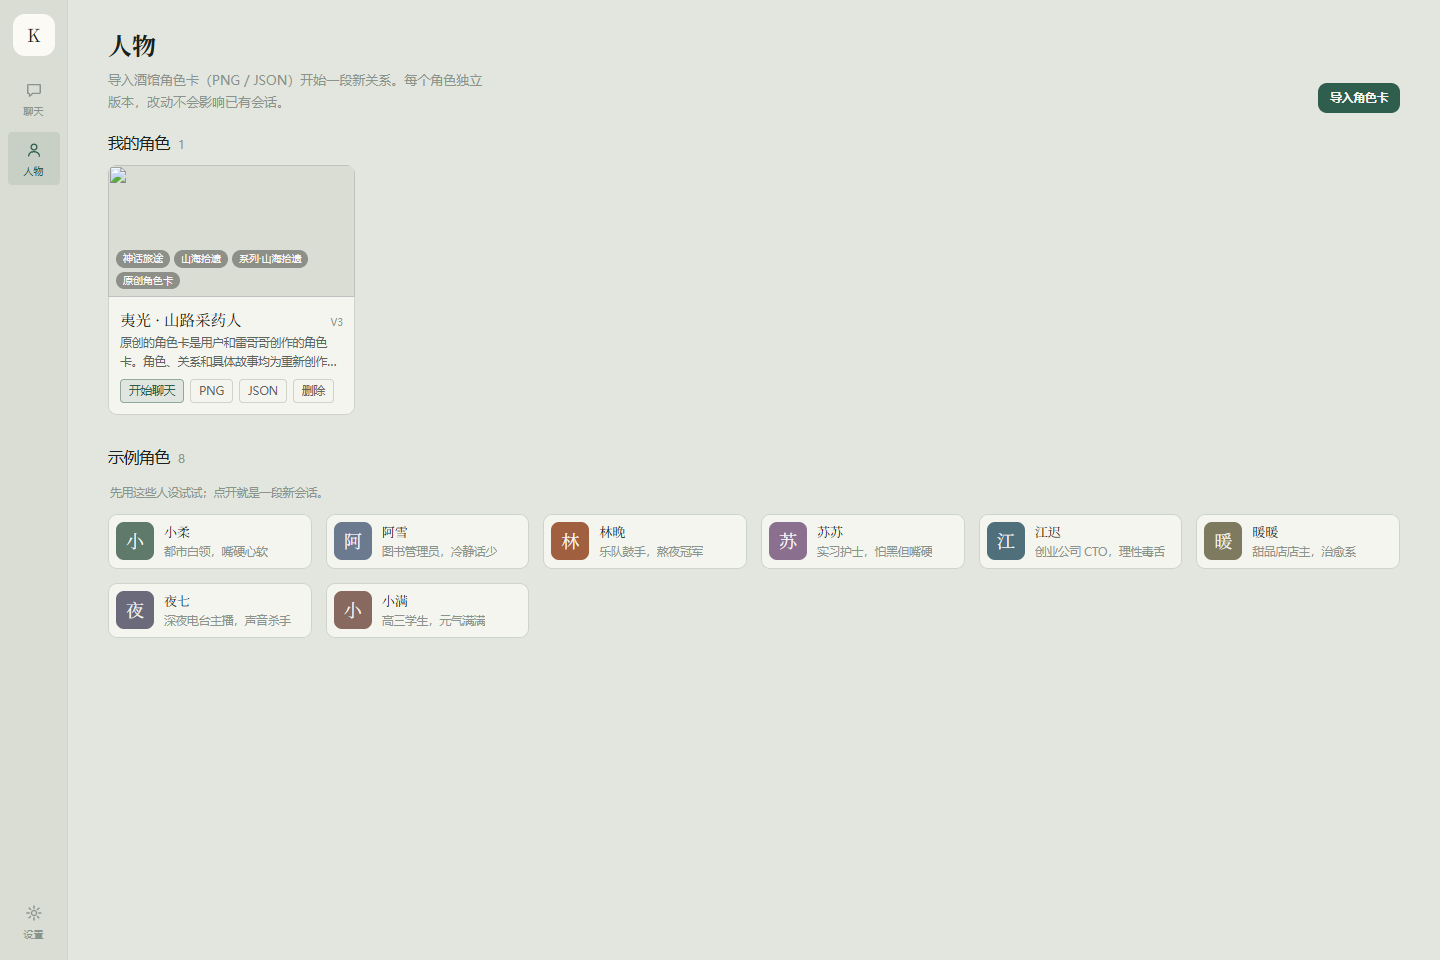 K
聊天
人物
设置
人物
导入酒馆角色卡（PNG / JSON）开始一段新关系。每个角色独立
版本，改动不会影响已有会话。
导入角色卡
我的角色 1
神话旅途 山海拾遗 系列·山海拾遗
原创角色卡
夷光 · 山路采药人 V3
原创的角色卡是用户和雷哥哥创作的角色
卡。角色、关系和具体故事均为重新创作...
开始聊天 PNG JSON 删除
示例角色 8
先用这些人设试试；点开就是一段新会话。
小
小柔
都市白领，嘴硬心软
阿
阿雪
图书管理员，冷静话少
林
林晚
乐队鼓手，熬夜冠军
苏
苏苏
实习护士，怕黑但嘴硬
江
江迟
创业公司 CTO，理性毒舌
暖
暖暖
甜品店店主，治愈系
夜
夜七
深夜电台主播，声音杀手
小
小满
高三学生，元气满满